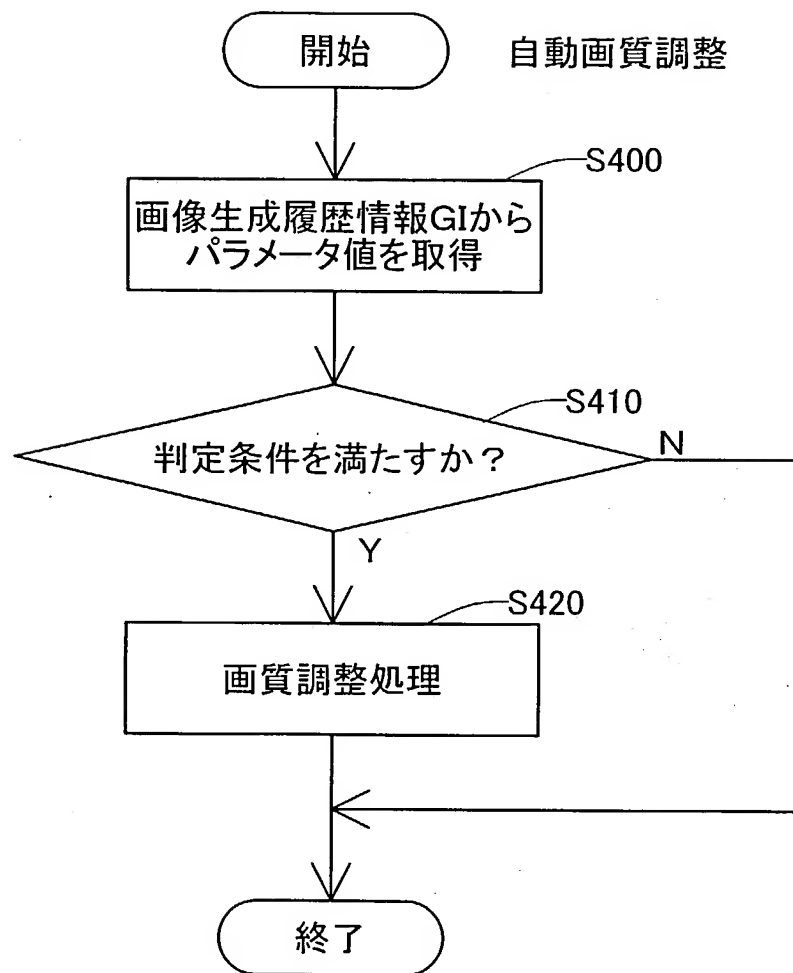 開始
自動画質調整
S400
画像生成履歴情報GIから
パラメータ値を取得
S410
判定条件を満たすか？
N
Y
S420
画質調整処理
終了